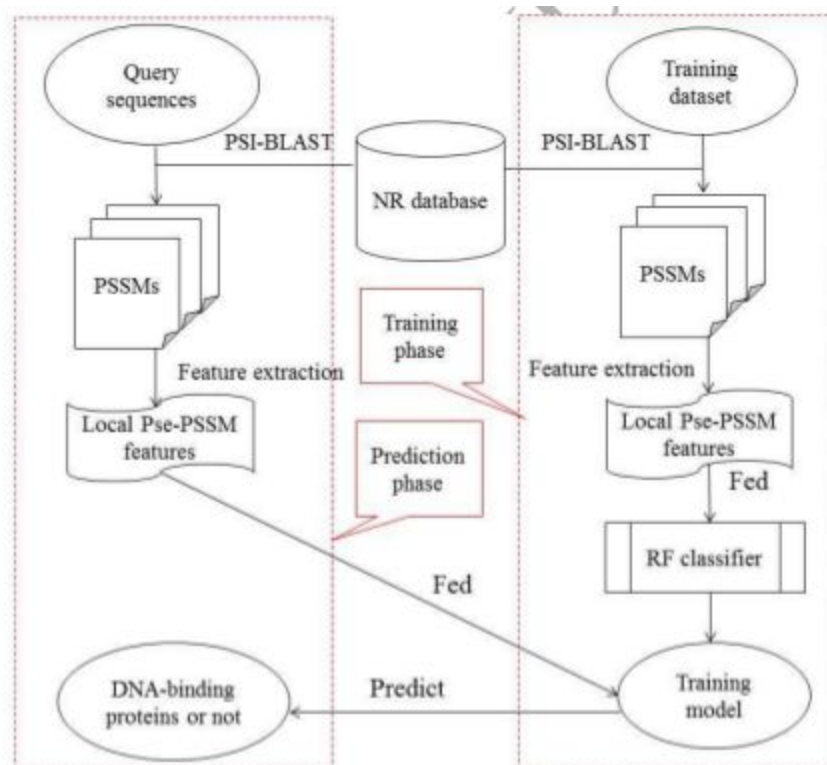 Query
sequences
PSI-BLAST
PSSMs
Feature extraction
Local Pse-PSSM
features
NR database
Training
phase
Prediction
phase
Fed
Predict
DNA-binding
proteins or not
Training
dataset
PSI-BLAST
PSSMs
Feature extraction
Local Pse-PSSM
features
Fed
RF classifier
Training
model